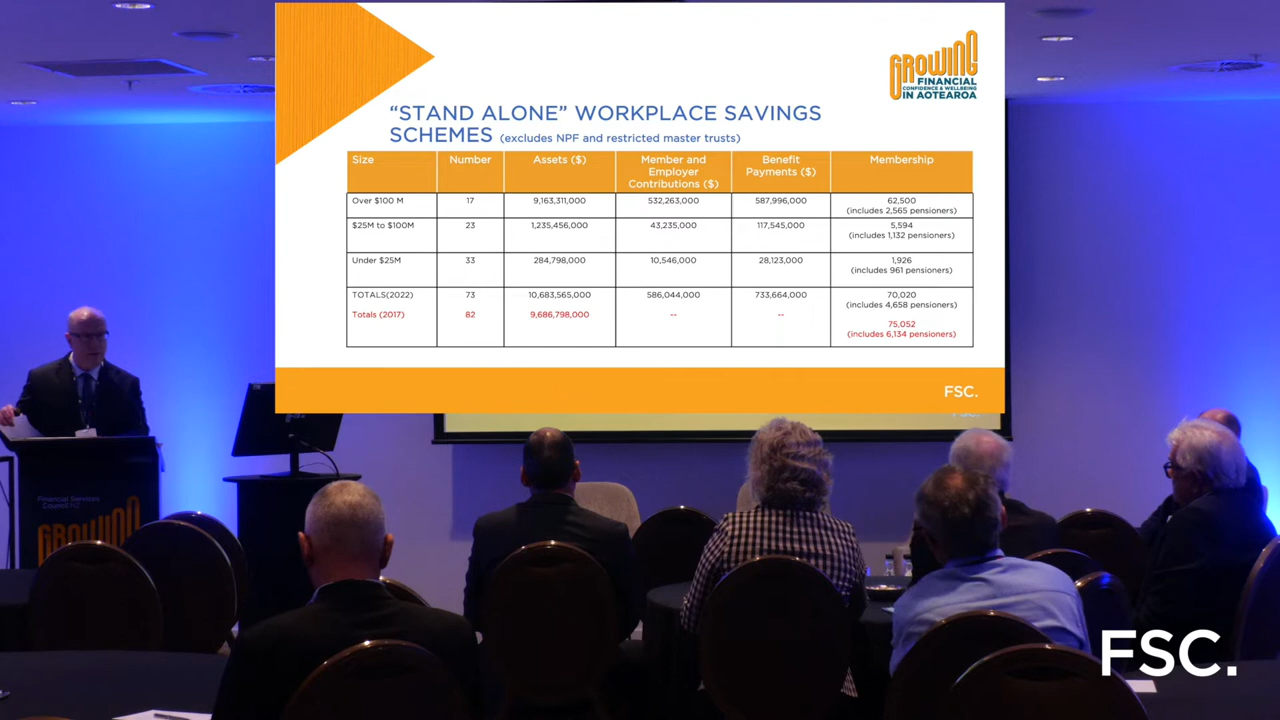 GROWING
FINANCIAL
CONFIDENCE & WELLBEING
IN AOTEAROA
“STAND ALONE” WORKPLACE SAVINGS
SCHEMES (excludes NPF and restricted master trusts)
Size Number Assets ($) Member and Employer Contributions ($) Benefit Payments ($) Membership
Over $100 M 17 9,163,311,000 532,263,000 587,996,000 62,500
(includes 2,565 pensioners)
$25M to $100M 23 1,235,456,000 43,235,000 117,545,000 5,594
(includes 1,132 pensioners)
Under $25M 33 284,798,000 10,546,000 28,123,000 1,926
(includes 961 pensioners)
TOTALS(2022) 73 10,683,565,000 586,044,000 733,664,000 70,020
(includes 4,658 pensioners)
Totals (2017) 82 9,686,798,000 -- -- 75,052
(includes 6,134 pensioners)
FSC.
FSC.
Financial Services
Council NZ
GROWING
FSC.